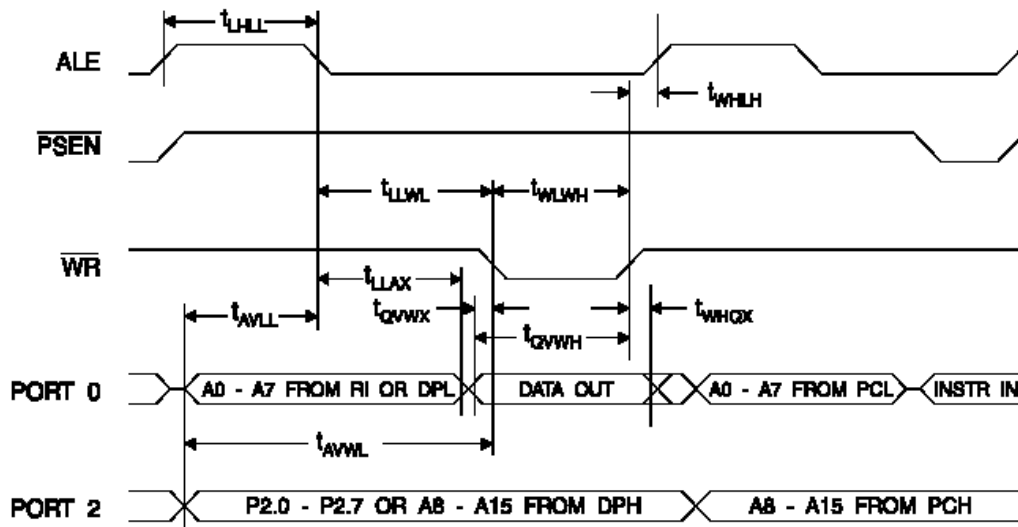 tLHLL
ALE
tWHLH
PSEN
tLLWL
tWLWH
WR
tLLAX
tAVLL
tQVWX
tWHQX
tQVWH
PORT 0
A0 - A7 FROM RI OR DPL
DATA OUT
A0 - A7 FROM PCL
INSTR IN
tAVWL
PORT 2
P2.0 - P2.7 OR A8 - A15 FROM DPH
A8 - A15 FROM PCH